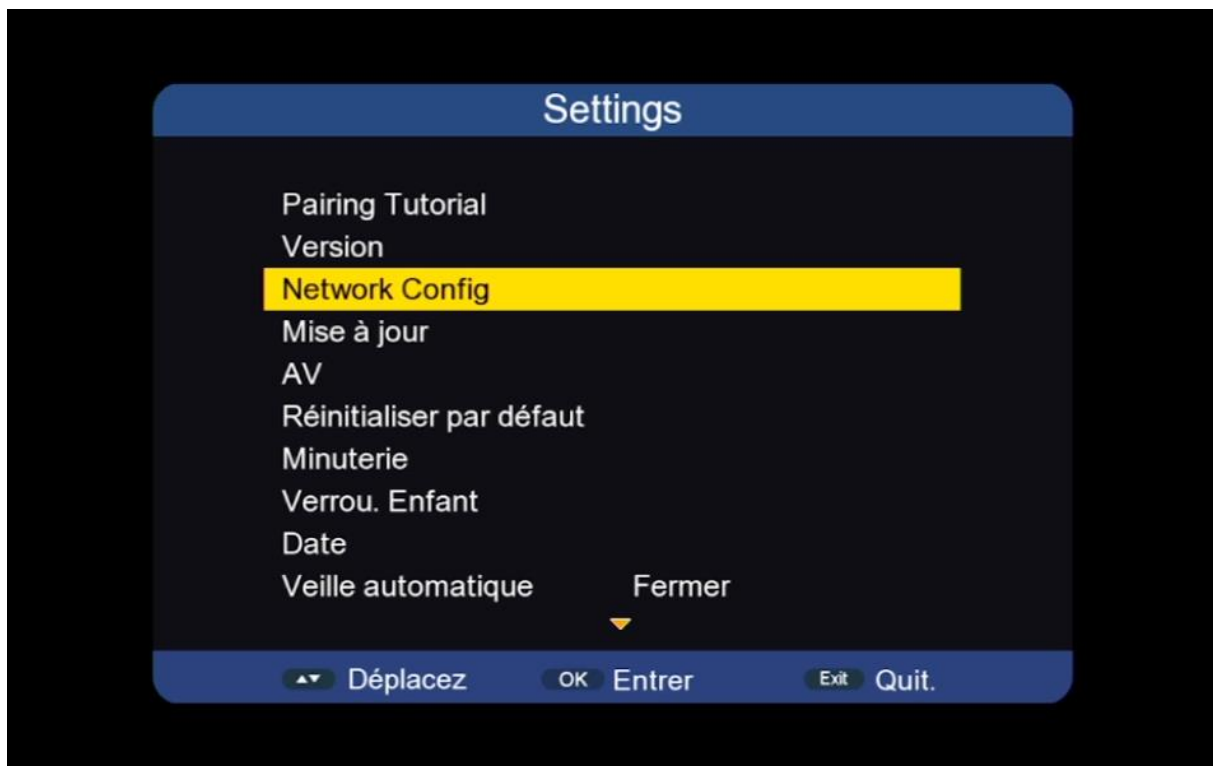 Settings
Pairing Tutorial
Version
Network Config
Mise à jour
AV
Réinitialiser par défaut
Minuterie
Verrou. Enfant
Date
Veille automatique Fermer
Déplacez OK Entrer Exit Quit.